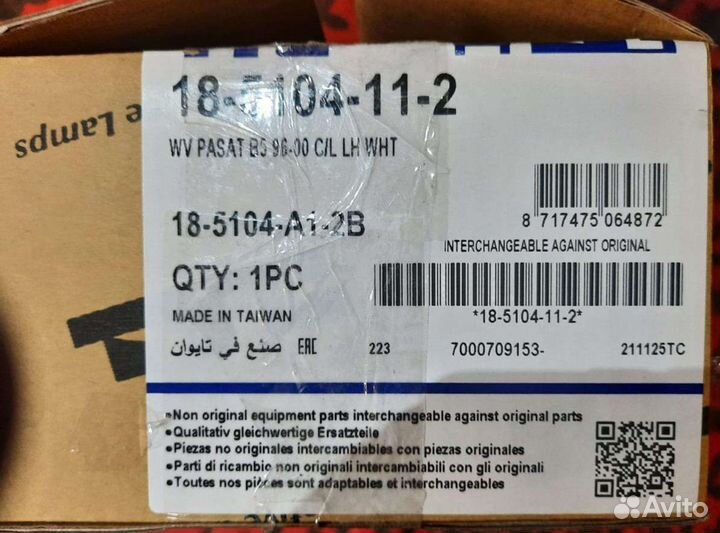 e Lamps
18-5104-11-2
WV PASAT B5 96-00 C/L LH WHT
8 717475 064872
18-5104-A1-2B
INTERCHANGEABLE AGAINST ORIGINAL
QTY: 1PC
MADE IN TAIWAN
*18-5104-11-2*
صنع في تايوان EAC 223 7000709153- 211125TC
•Non original equipment parts interchangeable against original parts
•Qualitativ gleichwertige Ersatzteile
•Piezas no originales intercambiables con piezas originales
•Parti di ricambio non originali intercambiabili con gli originali
•Toutes nos pièces sont adaptables et interchangeables
Avito